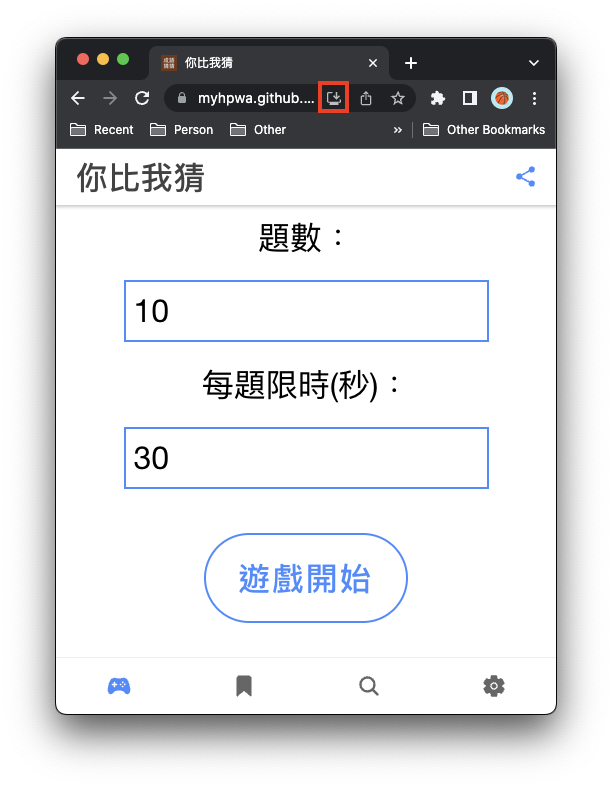 你比我猜
myhpwa.github....
Recent
Person
Other
»
Other Bookmarks
你比我猜
題數：
10
每題限時(秒)：
30
遊戲開始